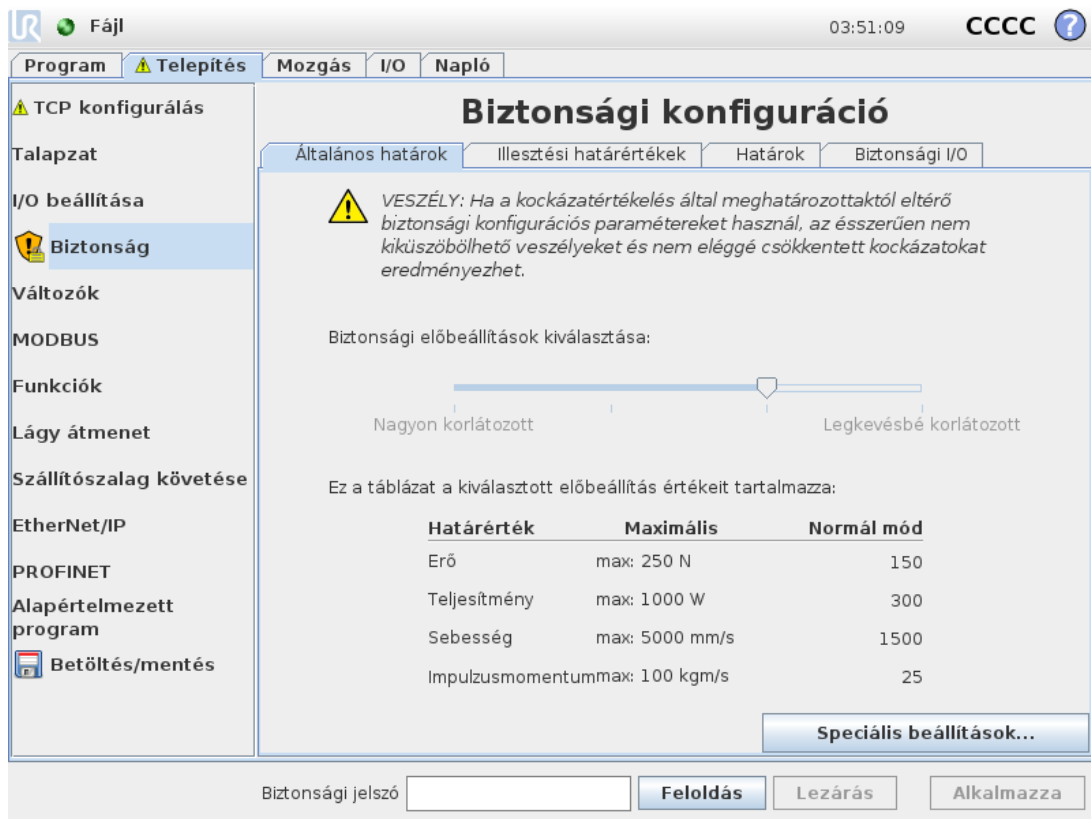 Fájl 03:51:09 CCCC ?
Program Telepítés Mozgás I/O Napló
TCP konfigurálás
Talapzat
I/O beállítása
Biztonság
Változók
MODBUS
Funkciók
Lágy átmenet
Szállítószalag követése
EtherNet/IP
PROFINET
Alapértelmezett
program
Betöltés/mentés
Biztonsági konfiguráció
Általános határok Illesztési határértékek Határok Biztonsági I/O
VESZÉLY: Ha a kockázatértékelés által meghatározottaktól eltérő
biztonsági konfigurációs paramétereket használ, az ésszerűen nem
kiküszöbölhető veszélyeket és nem eléggé csökkentett kockázatokat
eredményezhet.
Biztonsági előbeállítások kiválasztása:
Nagyon korlátozott Legkevésbé korlátozott
Ez a táblázat a kiválasztott előbeállítás értékeit tartalmazza:
Határérték Maximális Normál mód
Erő max: 250 N 150
Teljesítmény max: 1000 W 300
Sebesség max: 5000 mm/s 1500
Impulzusmomentummax: 100 kgm/s 25
Speciális beállítások...
Biztonsági jelszó Feloldás Lezárás Alkalmazza